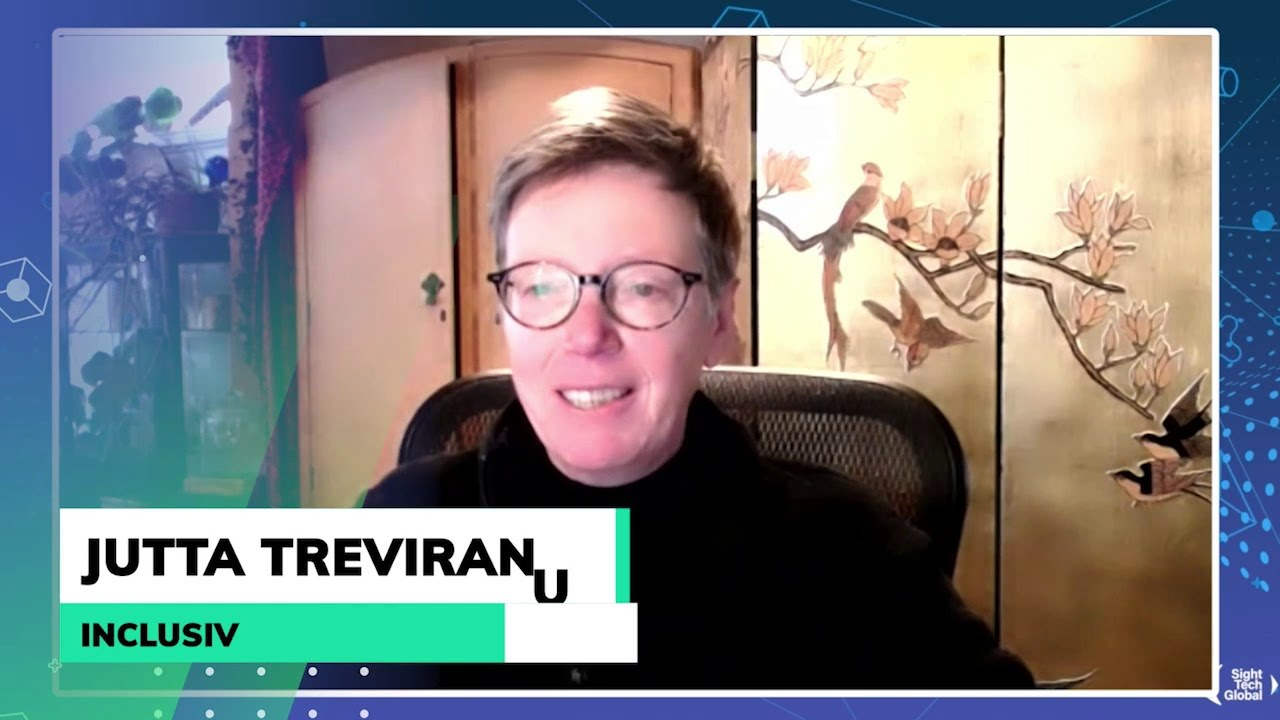 JUTTA TREVIRANU
INCLUSIV
Sight
Tech
Global